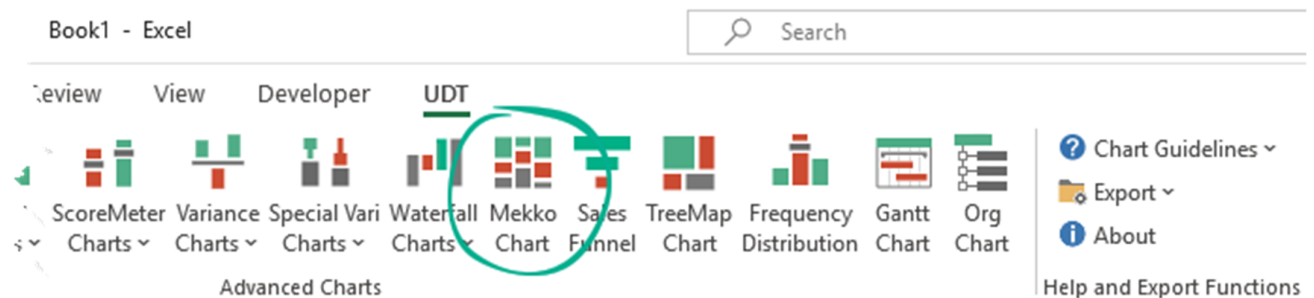 Book1 - Excel
Search
View Developer UDT
ScoreMeter Variance Special Vari Waterfall Mekko Sales TreeMap Frequency Gantt Org
Charts Charts Charts Charts Chart Funnel Chart Distribution Chart Chart
Chart Guidelines
Export
About
Advanced Charts
Help and Export Functions